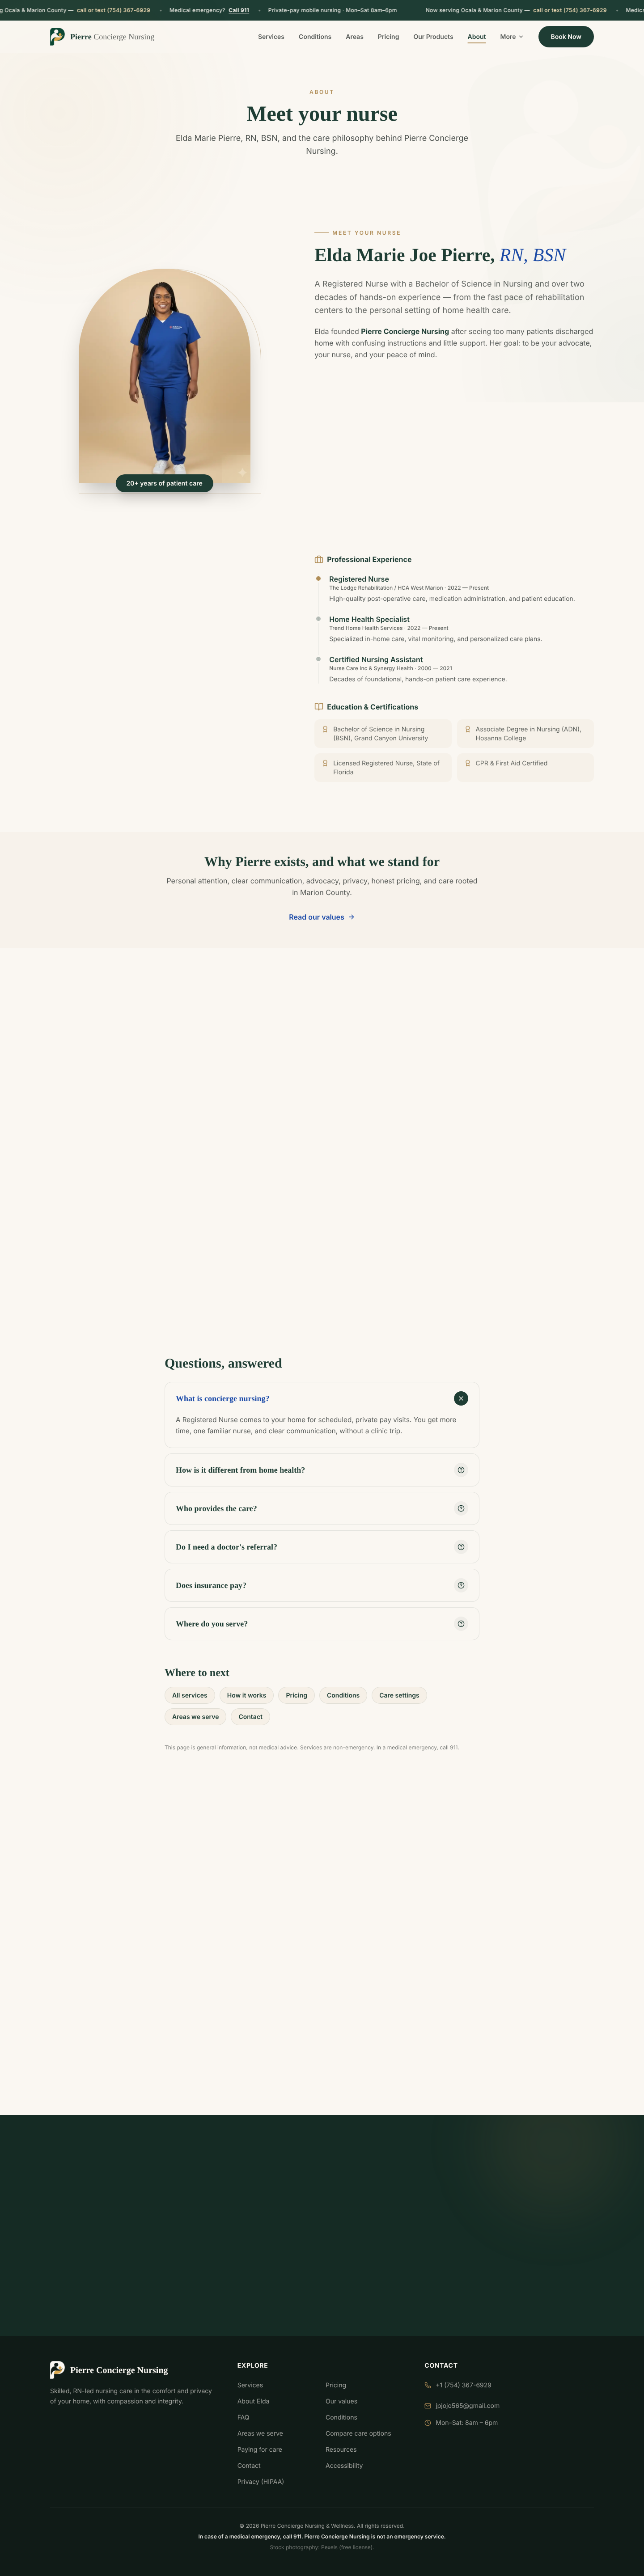 g Ocala & Marion County — call or text (754) 367-6929 • Medical emergency? Call 911 • Private-pay mobile nursing · Mon–Sat 8am–6pm Now serving Ocala & Marion County — call or text (754) 367-6929 • Medica
Pierre Concierge Nursing
Services Conditions Areas Pricing Our Products About More Book Now
ABOUT
Meet your nurse
Elda Marie Pierre, RN, BSN, and the care philosophy behind Pierre Concierge
Nursing.
MEET YOUR NURSE
Elda Marie Joe Pierre, RN, BSN
A Registered Nurse with a Bachelor of Science in Nursing and over two
decades of hands-on experience — from the fast pace of rehabilitation
centers to the personal setting of home health care.
Elda founded Pierre Concierge Nursing after seeing too many patients discharged
home with confusing instructions and little support. Her goal: to be your advocate,
your nurse, and your peace of mind.
20+ years of patient care
Professional Experience
Registered Nurse
The Lodge Rehabilitation / HCA West Marion · 2022 — Present
High-quality post-operative care, medication administration, and patient education.
Home Health Specialist
Trend Home Health Services · 2022 — Present
Specialized in-home care, vital monitoring, and personalized care plans.
Certified Nursing Assistant
Nurse Care Inc & Synergy Health · 2000 — 2021
Decades of foundational, hands-on patient care experience.
Education & Certifications
Bachelor of Science in Nursing
(BSN), Grand Canyon University
Associate Degree in Nursing (ADN),
Hosanna College
Licensed Registered Nurse, State of
Florida
CPR & First Aid Certified
Why Pierre exists, and what we stand for
Personal attention, clear communication, advocacy, privacy, honest pricing, and care rooted
in Marion County.
Read our values →
Questions, answered
What is concierge nursing?
A Registered Nurse comes to your home for scheduled, private pay visits. You get more
time, one familiar nurse, and clear communication, without a clinic trip.
How is it different from home health?
Who provides the care?
Do I need a doctor's referral?
Does insurance pay?
Where do you serve?
Where to next
All services How it works Pricing Conditions Care settings
Areas we serve Contact
This page is general information, not medical advice. Services are non-emergency. In a medical emergency, call 911.
Pierre Concierge Nursing
Skilled, RN-led nursing care in the comfort and privacy
of your home, with compassion and integrity.
EXPLORE
Services
About Elda
FAQ
Areas we serve
Paying for care
Contact
Privacy (HIPAA)
Pricing
Our values
Conditions
Compare care options
Resources
Accessibility
CONTACT
+1 (754) 367-6929
jpjojo565@gmail.com
Mon–Sat: 8am – 6pm
© 2026 Pierre Concierge Nursing & Wellness. All rights reserved.
In case of a medical emergency, call 911. Pierre Concierge Nursing is not an emergency service.
Stock photography: Pexels (free license).